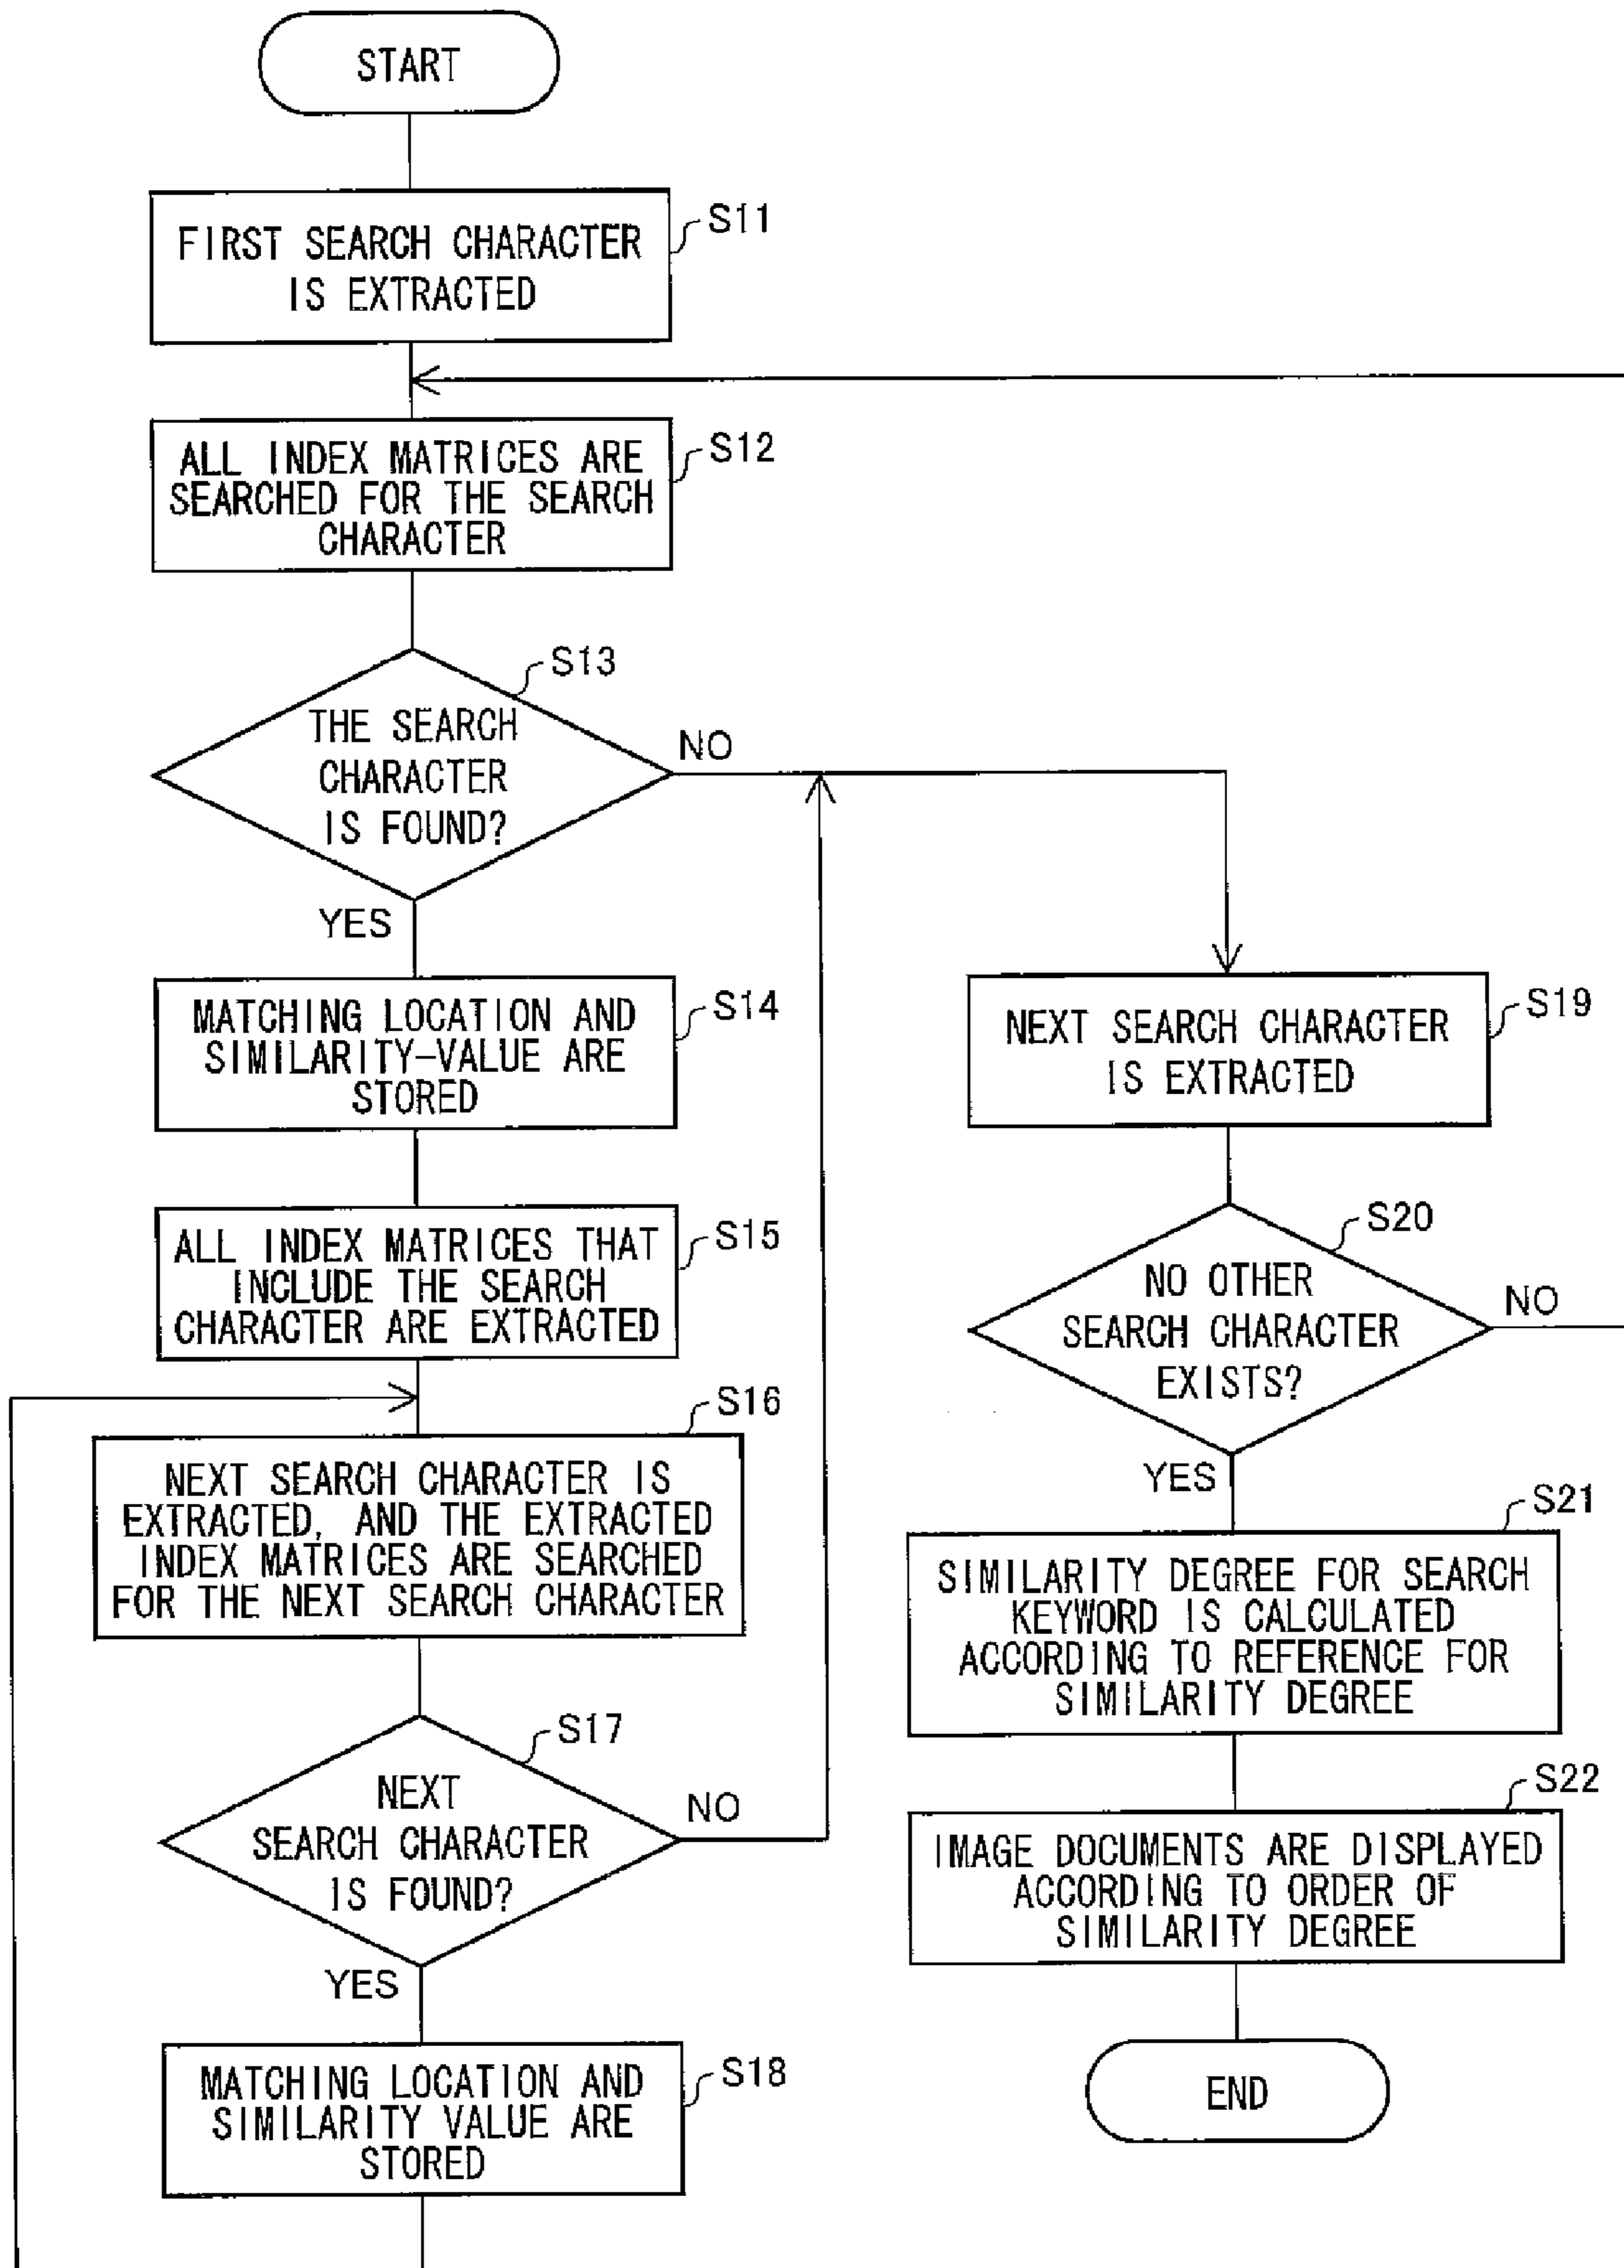 START
FIRST SEARCH CHARACTER
IS EXTRACTED
S11
ALL INDEX MATRICES ARE
SEARCHED FOR THE SEARCH
CHARACTER
S12
THE SEARCH
CHARACTER
IS FOUND?
S13
NO
YES
MATCHING LOCATION AND
SIMILARITY-VALUE ARE
STORED
S14
ALL INDEX MATRICES THAT
INCLUDE THE SEARCH
CHARACTER ARE EXTRACTED
S15
NEXT SEARCH CHARACTER IS
EXTRACTED, AND THE EXTRACTED
INDEX MATRICES ARE SEARCHED
FOR THE NEXT SEARCH CHARACTER
S16
NEXT
SEARCH CHARACTER
IS FOUND?
S17
NO
YES
MATCHING LOCATION AND
SIMILARITY VALUE ARE
STORED
S18
NEXT SEARCH CHARACTER
IS EXTRACTED
S19
NO OTHER
SEARCH CHARACTER
EXISTS?
S20
NO
YES
SIMILARITY DEGREE FOR SEARCH
KEYWORD IS CALCULATED
ACCORDING TO REFERENCE FOR
SIMILARITY DEGREE
S21
IMAGE DOCUMENTS ARE DISPLAYED
ACCORDING TO ORDER OF
SIMILARITY DEGREE
S22
END